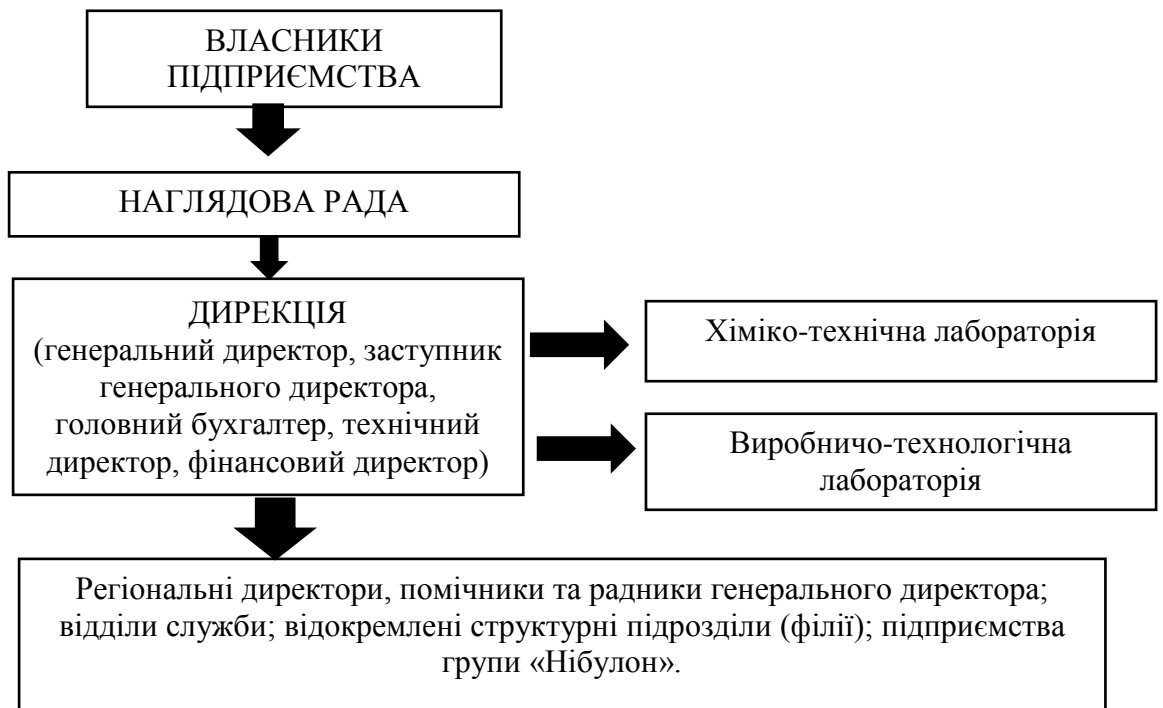 ВЛАСНИКИ
ПІДПРИЄМСТВА
НАГЛЯДОВА РАДА
ДИРЕКЦІЯ
(генеральний директор, заступник
генерального директора,
головний бухгалтер, технічний
директор, фінансовий директор)
Хіміко-технічна лабораторія
Виробничо-технологічна
лабораторія
Регіональні директори, помічники та радники генерального директора;
відділи служби; відокремлені структурні підрозділи (філії); підприємства
групи «Нібулон».